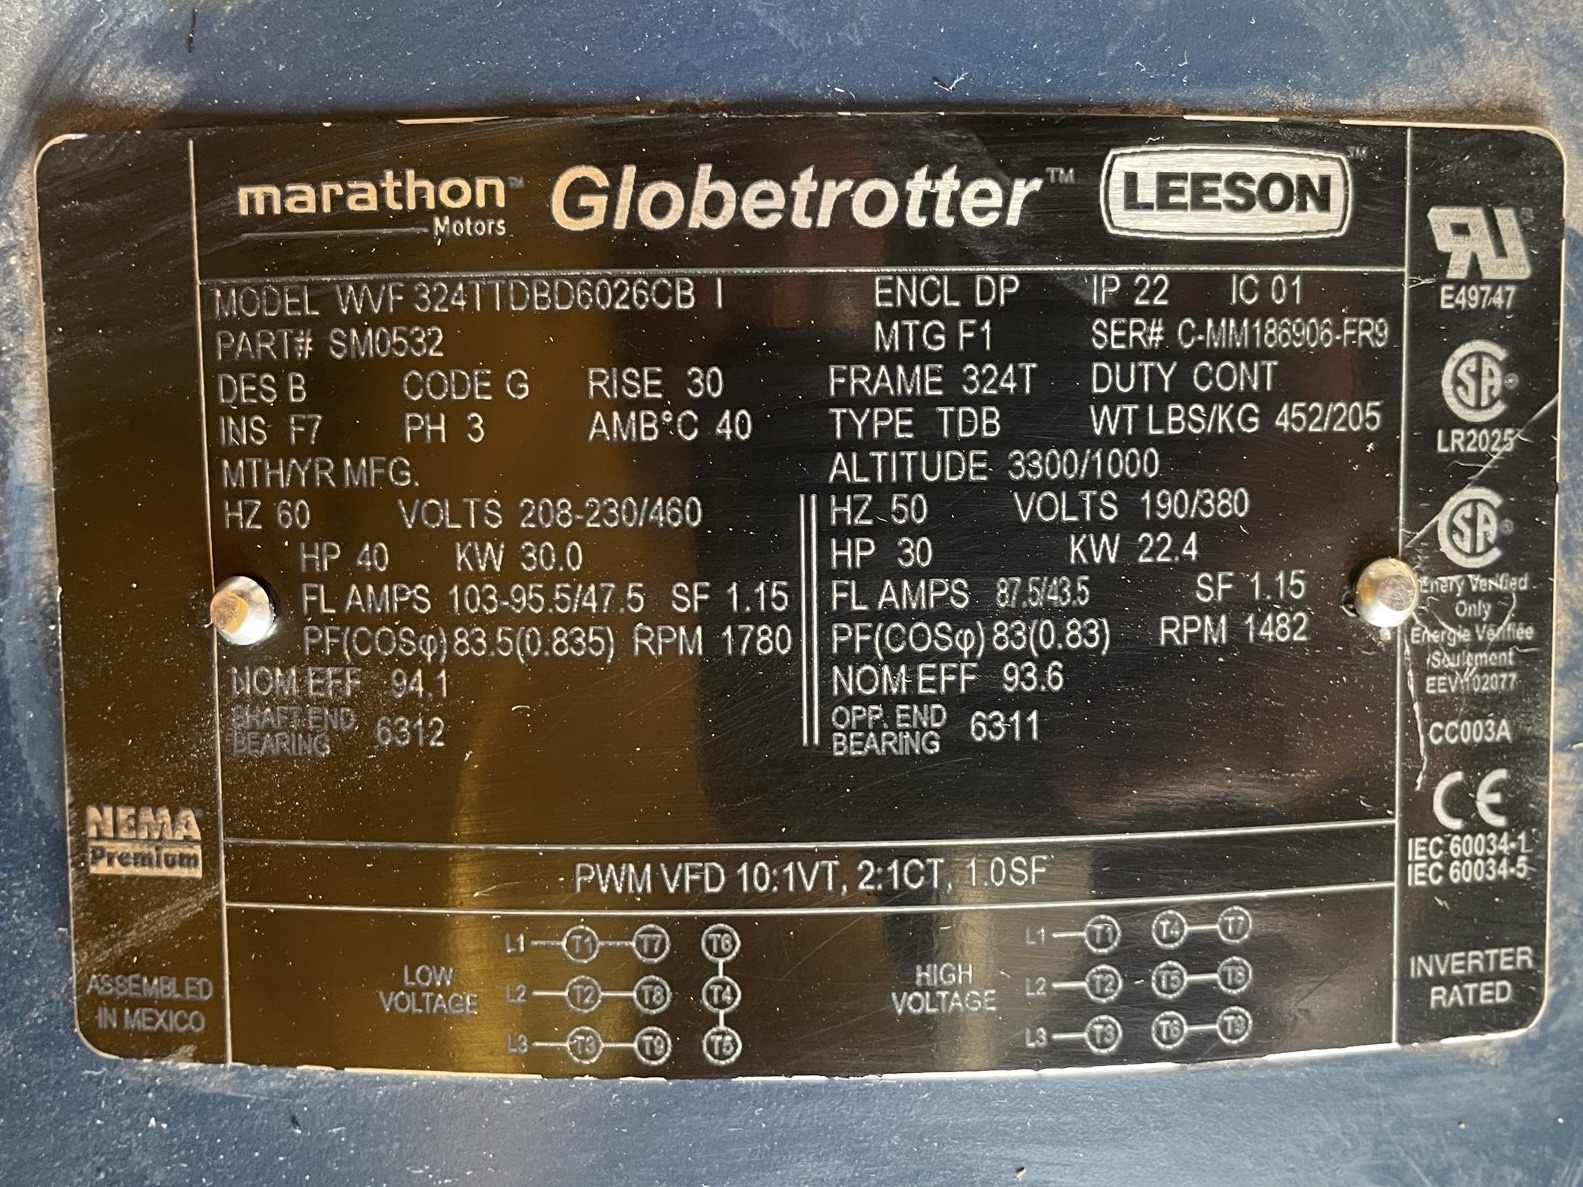 marathon™ Motors Globetrotter™ LEESON™
MODEL WVF 324TTDBD6026CB I ENCL DP IP 22 IC 01
PART# SM0532 MTG F1 SER# C-MM186906-FR9
DES B CODE G RISE 30 FRAME 324T DUTY CONT
INS F7 PH 3 AMB°C 40 TYPE TDB WT LBS/KG 452/205
MTH/YR MFG. ALTITUDE 3300/1000
HZ 60 VOLTS 208-230/460 HZ 50 VOLTS 190/380
HP 40 KW 30.0 HP 30 KW 22.4
FL AMPS 103-95.5/47.5 SF 1.15 FL AMPS 87.5/43.5 SF 1.15
PF(COSφ) 83.5(0.835) RPM 1780 PF(COSφ) 83(0.83) RPM 1482
NOM EFF 94.1 NOM EFF 93.6
SHAFT END BEARING 6312 OPP. END BEARING 6311
PWM VFD 10:1VT, 2:1CT, 1.0SF
LOW VOLTAGE
L1 T1 T7 T6
L2 T2 T8 T4
L3 T3 T9 T5
HIGH VOLTAGE
L1 T1 T4 T7
L2 T2 T5 T8
L3 T3 T6 T9
NEMA
Premium
ASSEMBLED
IN MEXICO
E49747
LR2025
Enery Verified
Only
Energie Vérifiée
Seulement
CC003A
CE
IEC 60034-1
IEC 60034-5
INVERTER
RATED